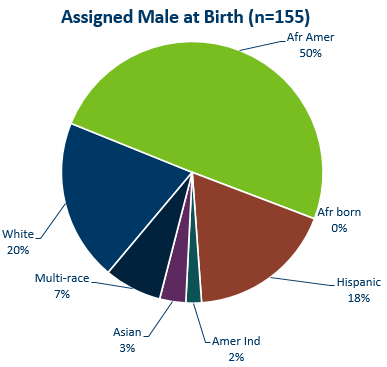 Assigned Male at Birth (n=155)
Afr Amer
50%
Afr born
0%
Hispanic
18%
Amer Ind
2%
Asian
3%
Multi-race
7%
White
20%